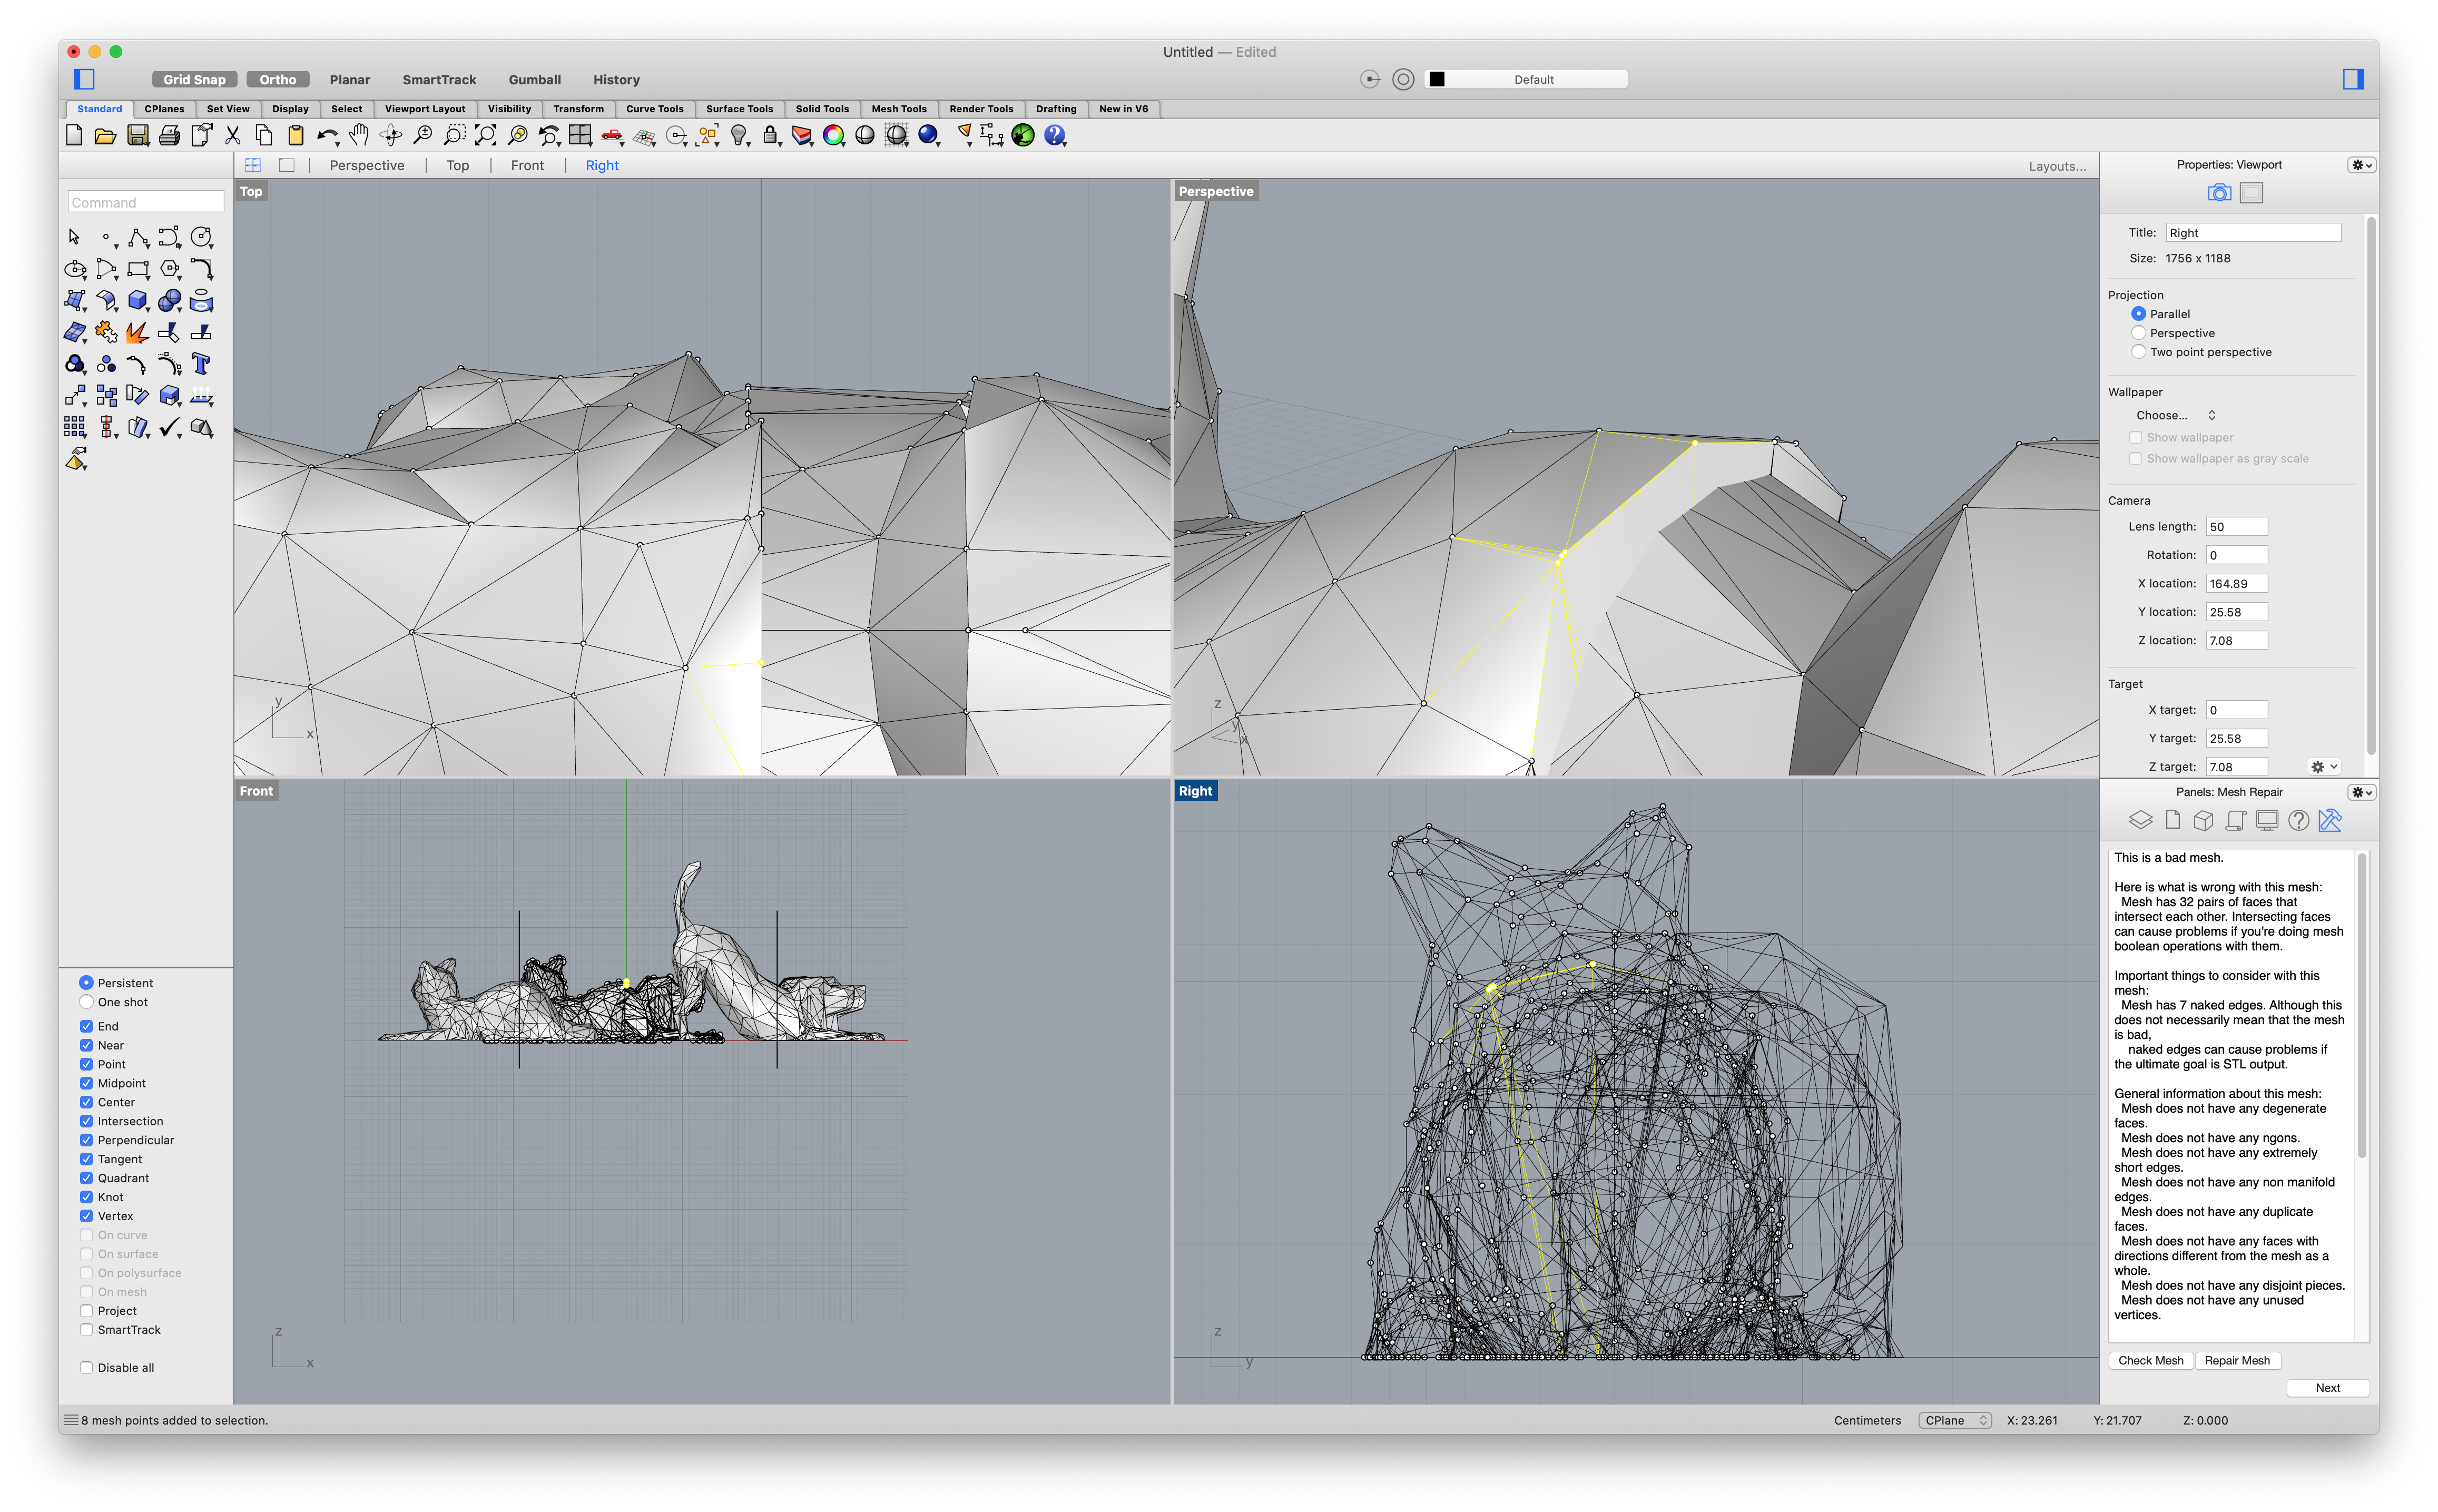 Untitled — Edited
Grid Snap Ortho Planar SmartTrack Gumball History Default
Standard CPlanes Set View Display Select Viewport Layout Visibility Transform Curve Tools Surface Tools Solid Tools Mesh Tools Render Tools Drafting New in V6
Perspective | Top | Front | Right Layouts...
Command
Top
y
x
Perspective
z
y
x
Front
z
x
Right
z
y
Persistent
One shot
End
Near
Point
Midpoint
Center
Intersection
Perpendicular
Tangent
Quadrant
Knot
Vertex
On curve
On surface
On polysurface
On mesh
Project
SmartTrack
Disable all
Properties: Viewport
Title: Right
Size: 1756 x 1188
Projection
Parallel
Perspective
Two point perspective
Wallpaper
Choose...
Show wallpaper
Show wallpaper as gray scale
Camera
Lens length: 50
Rotation: 0
X location: 164.89
Y location: 25.58
Z location: 7.08
Target
X target: 0
Y target: 25.58
Z target: 7.08
Panels: Mesh Repair
This is a bad mesh.
Here is what is wrong with this mesh:
Mesh has 32 pairs of faces that
intersect each other. Intersecting faces
can cause problems if you're doing mesh
boolean operations with them.
Important things to consider with this
mesh:
Mesh has 7 naked edges. Although this
does not necessarily mean that the mesh
is bad,
naked edges can cause problems if
the ultimate goal is STL output.
General information about this mesh:
Mesh does not have any degenerate
faces.
Mesh does not have any ngons.
Mesh does not have any extremely
short edges.
Mesh does not have any non manifold
edges.
Mesh does not have any duplicate
faces.
Mesh does not have any faces with
directions different from the mesh as a
whole.
Mesh does not have any disjoint pieces.
Mesh does not have any unused
vertices.
Check Mesh Repair Mesh
Next
8 mesh points added to selection. Centimeters CPlane X: 23.261 Y: 21.707 Z: 0.000